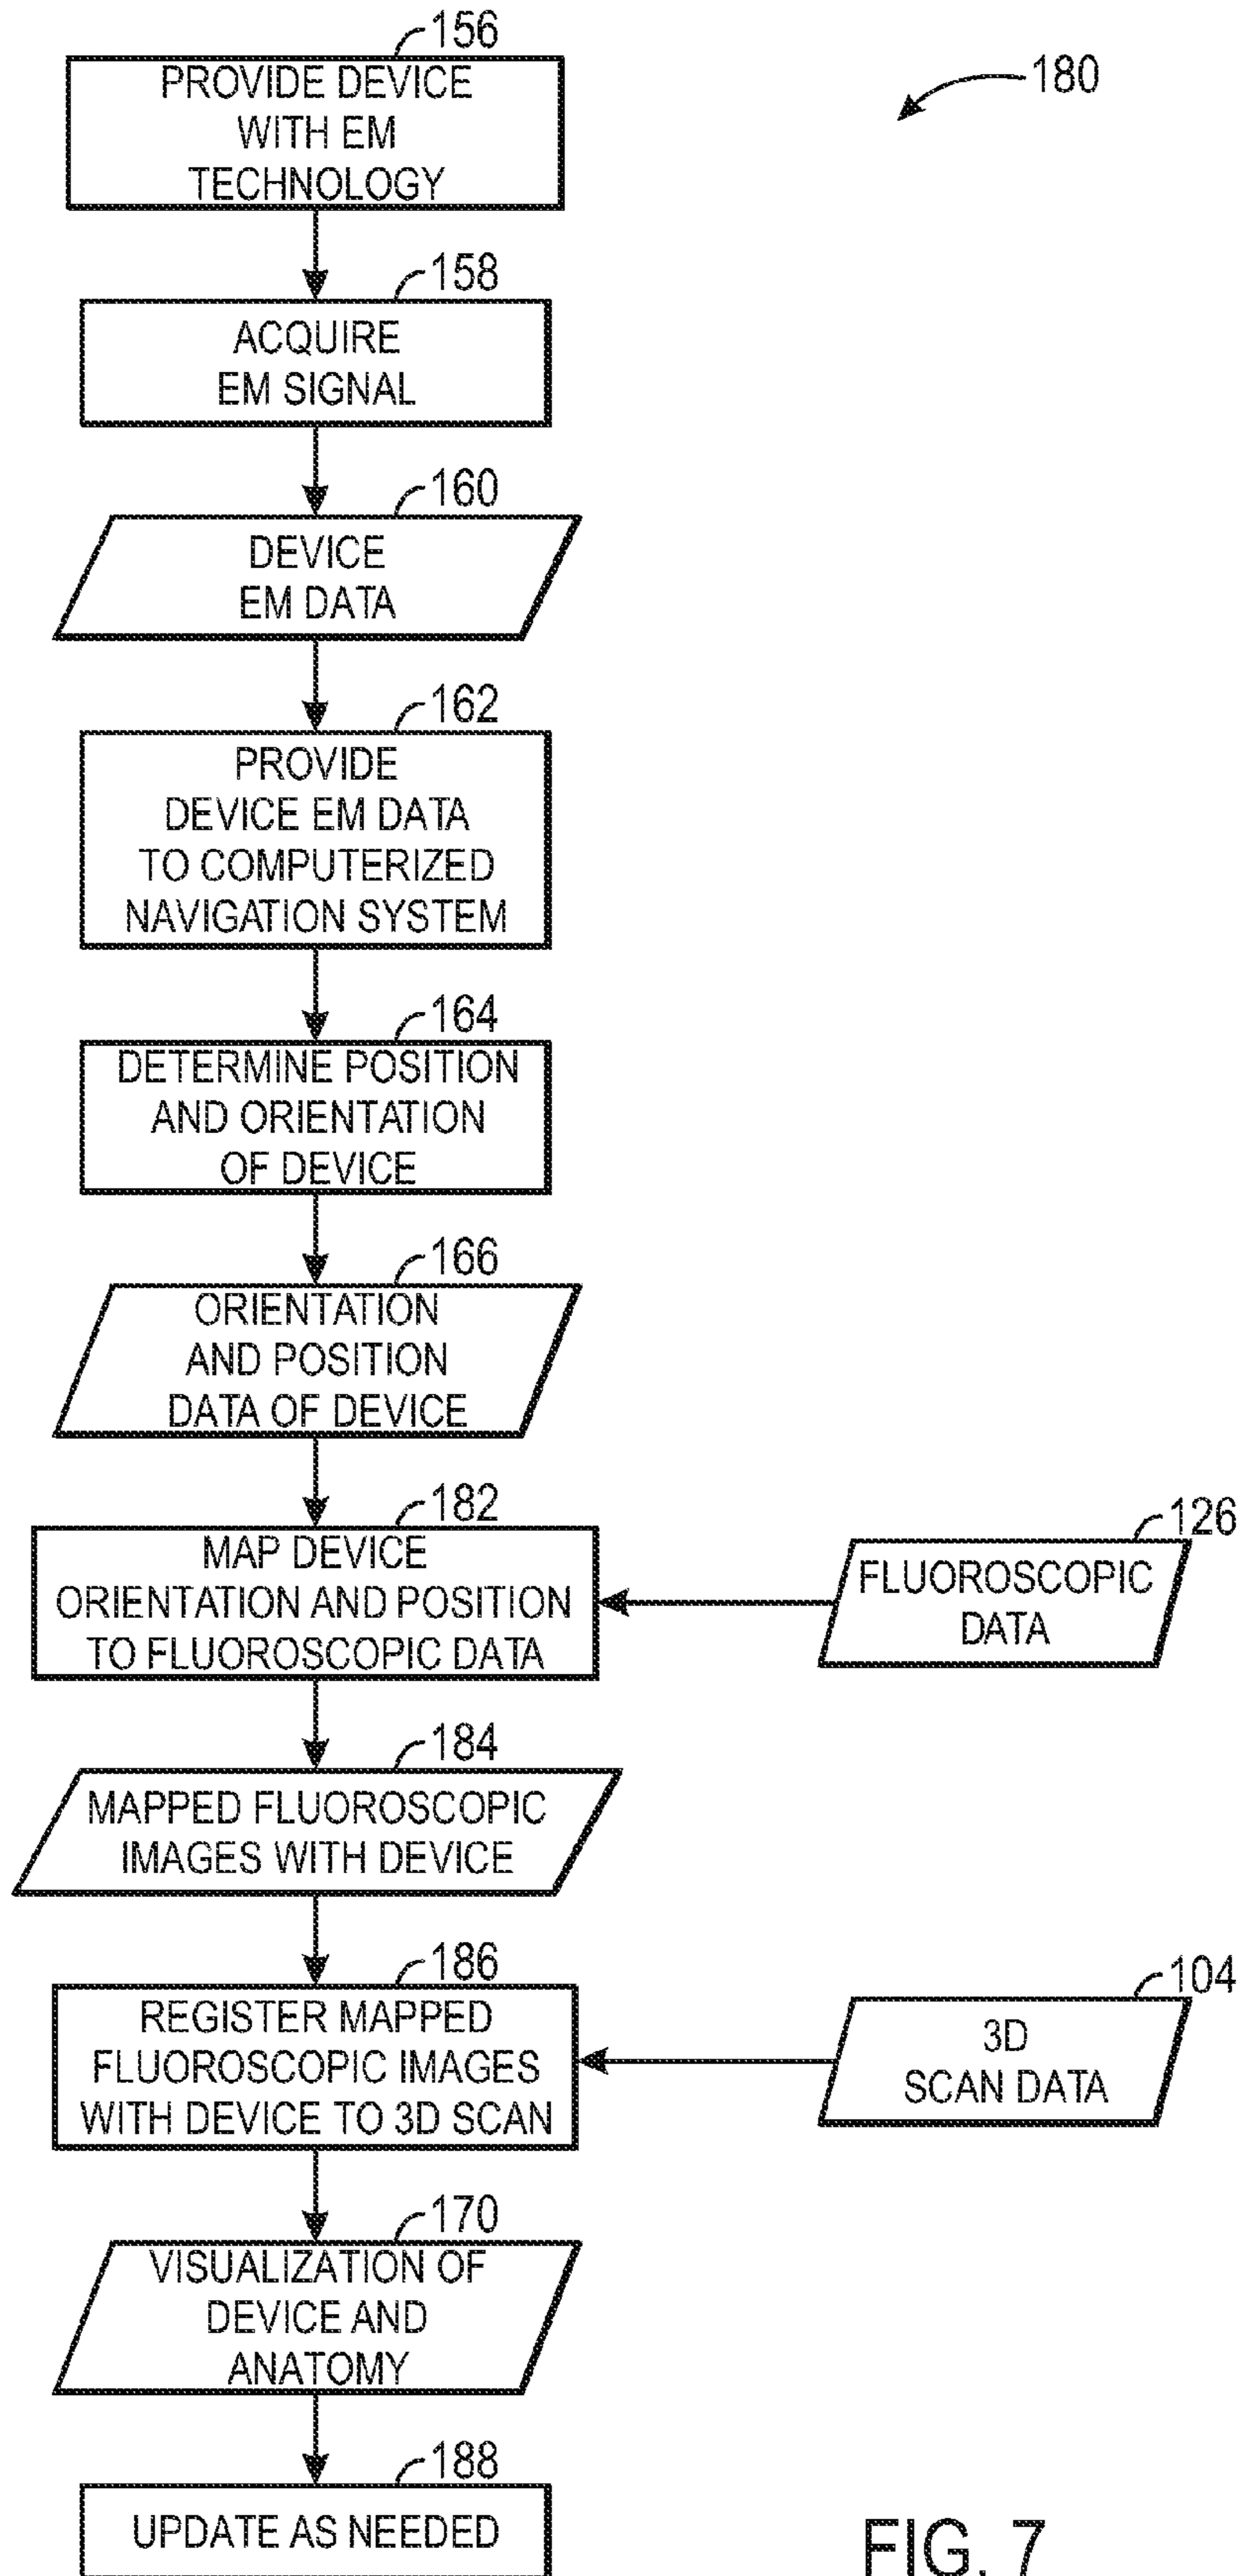 156
PROVIDE DEVICE
WITH EM
TECHNOLOGY
180
158
ACQUIRE
EM SIGNAL
160
DEVICE
EM DATA
162
PROVIDE
DEVICE EM DATA
TO COMPUTERIZED
NAVIGATION SYSTEM
164
DETERMINE POSITION
AND ORIENTATION
OF DEVICE
166
ORIENTATION
AND POSITION
DATA OF DEVICE
182
MAP DEVICE
ORIENTATION AND POSITION
TO FLUOROSCOPIC DATA
126
FLUOROSCOPIC
DATA
184
MAPPED FLUOROSCOPIC
IMAGES WITH DEVICE
186
REGISTER MAPPED
FLUOROSCOPIC IMAGES
WITH DEVICE TO 3D SCAN
104
3D
SCAN DATA
170
VISUALIZATION OF
DEVICE AND
ANATOMY
188
UPDATE AS NEEDED
FIG. 7